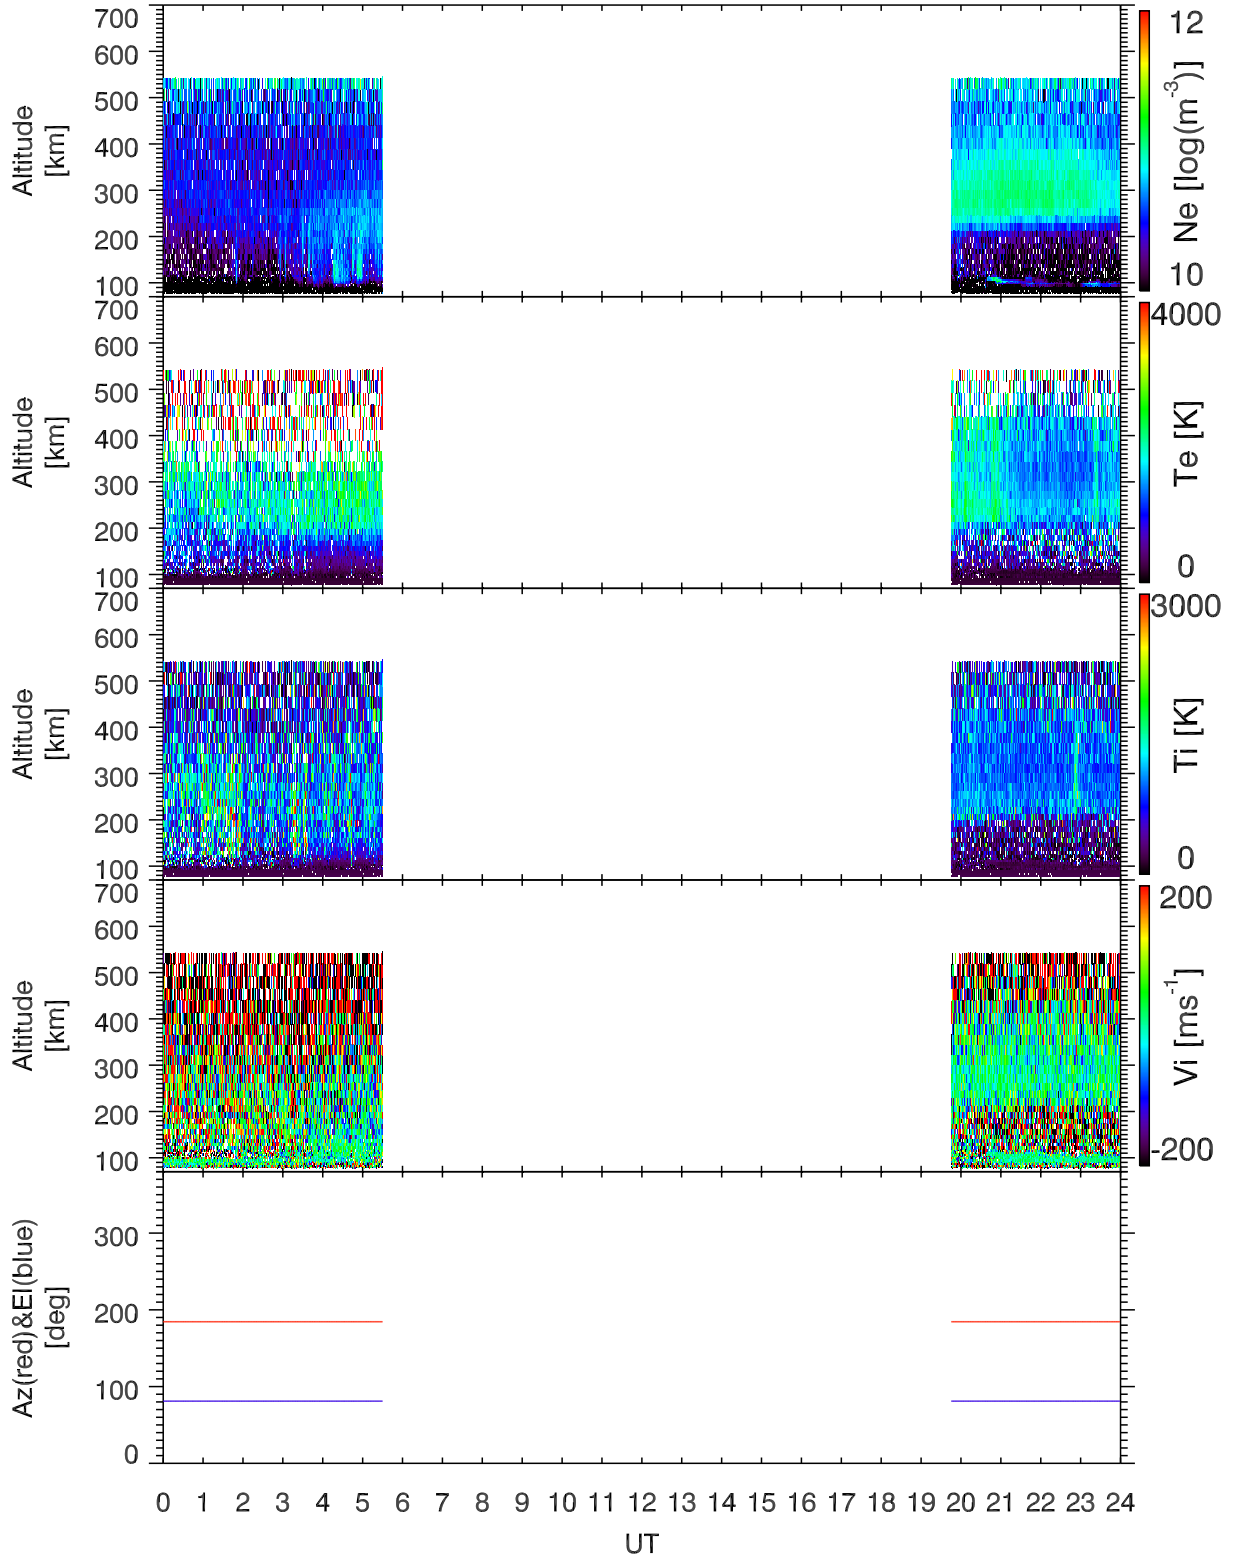 700
600
500
400
300
200
100
Altitude
[km]
12
10
Ne [log(m⁻³)]
700
600
500
400
300
200
100
Altitude
[km]
4000
0
Te [K]
700
600
500
400
300
200
100
Altitude
[km]
3000
0
Ti [K]
700
600
500
400
300
200
100
Altitude
[km]
200
-200
Vi [ms⁻¹]
300
200
100
0
Az(red)&El(blue)
[deg]
0 1 2 3 4 5 6 7 8 9 10 11 12 13 14 15 16 17 18 19 20 21 22 23 24
UT